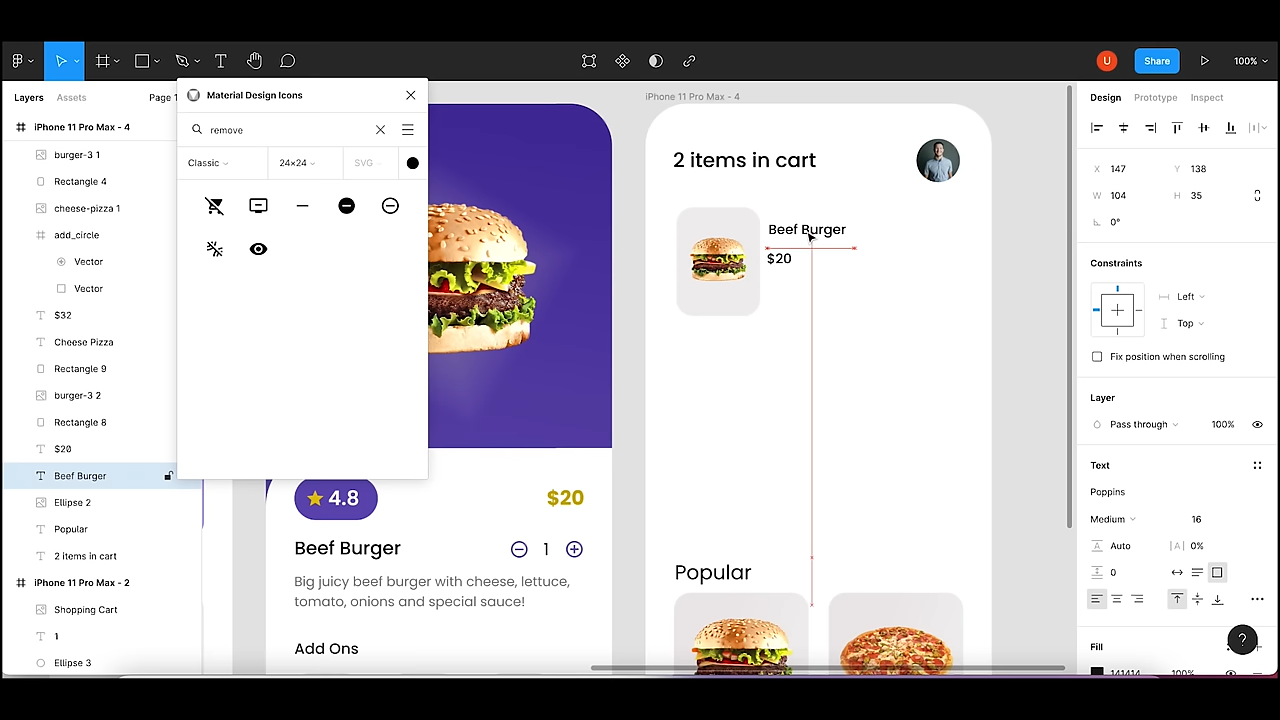 U
Share
100%
Layers
Assets
Page 1
iPhone 11 Pro Max - 4
burger-3 1
Rectangle 4
cheese-pizza 1
add_circle
Vector
Vector
$32
Cheese Pizza
Rectangle 9
burger-3 2
Rectangle 8
$20
Beef Burger
Ellipse 2
Popular
2 items in cart
iPhone 11 Pro Max - 2
Shopping Cart
1
Ellipse 3
Material Design Icons
remove
Classic
24×24
SVG
4.8
$20
Beef Burger
1
Big juicy beef burger with cheese, lettuce,
tomato, onions and special sauce!
Add Ons
iPhone 11 Pro Max - 4
2 items in cart
Beef Burger
$20
Popular
Design
Prototype
Inspect
X 147
Y 138
W 104
H 35
0°
Constraints
Left
Top
Fix position when scrolling
Layer
Pass through
100%
Text
Poppins
Medium
16
Auto
|A| 0%
0
Fill
141414
100%
?